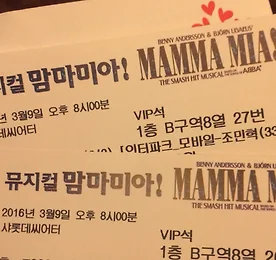 BENNY ANDERSSON & BJÖRN ULVAEUS'
지컬 맘마미아! MAMMA MIA!
THE SMASH HIT MUSICAL ABBA®
년 3월9일 오후 8시00분
데씨어터
VIP석
1층 B구역8열 27번
[인터파크 모바일-조민혁(33
BENNY ANDERSSON & BJÖRN
뮤지컬 맘마미아! MAMMA M
THE SMASH HIT MUSICAL
2016년 3월9일 오후 8시00분
샤롯데씨어터
VIP석
1층 B구역8열